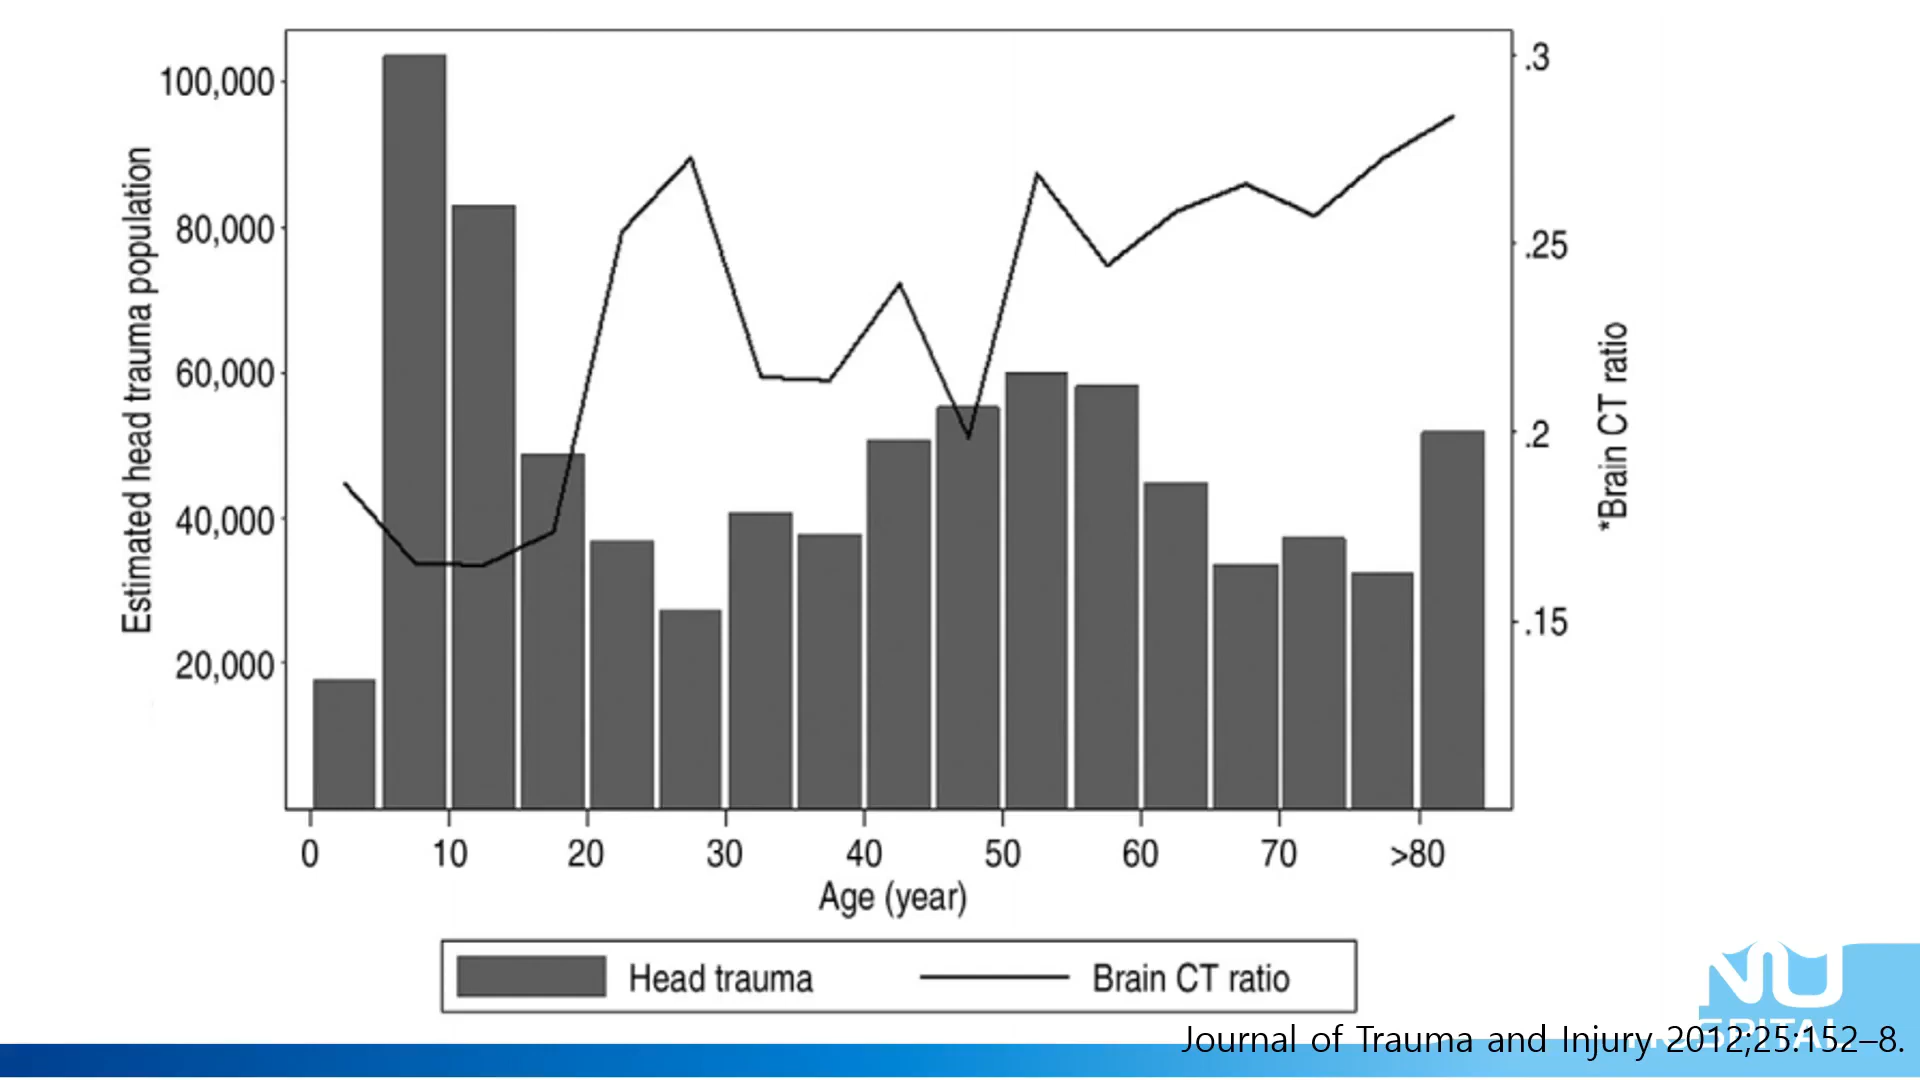 Estimated head trauma population
100,000
80,000
60,000
40,000
20,000
.3
.25
.2
.15
*Brain CT ratio
0 10 20 30 40 50 60 70 >80
Age (year)
Head trauma Brain CT ratio
NU
Journal of Trauma and Injury 2012;25:152–8.